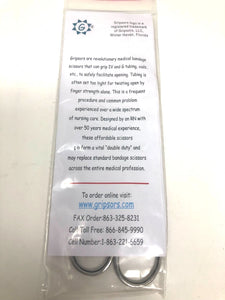 G
Gripsors logo is a
registered trademark
of GripSors, LLC,
Winter Haven, Florida
Gripsors are revolutionary medical bandage
scissors that can grip IV and G tubing, vials,
etc., to safely facilitate opening. Tubing is
often set too tight for twisting open by
finger strength alone. This is a frequent
procedure and common problem
experienced over a wide spectrum
of nursing care. Designed by an RN with
over 50 years medical experience,
these affordable scissors
form a vital "double duty" and
may replace standard bandage scissors
across the entire medical profession.
To order online visit:
www.gripsors.com
FAX Order:863-325-8231
Call Toll Free: 866-845-9990
Cell Number:1-863-221-6659